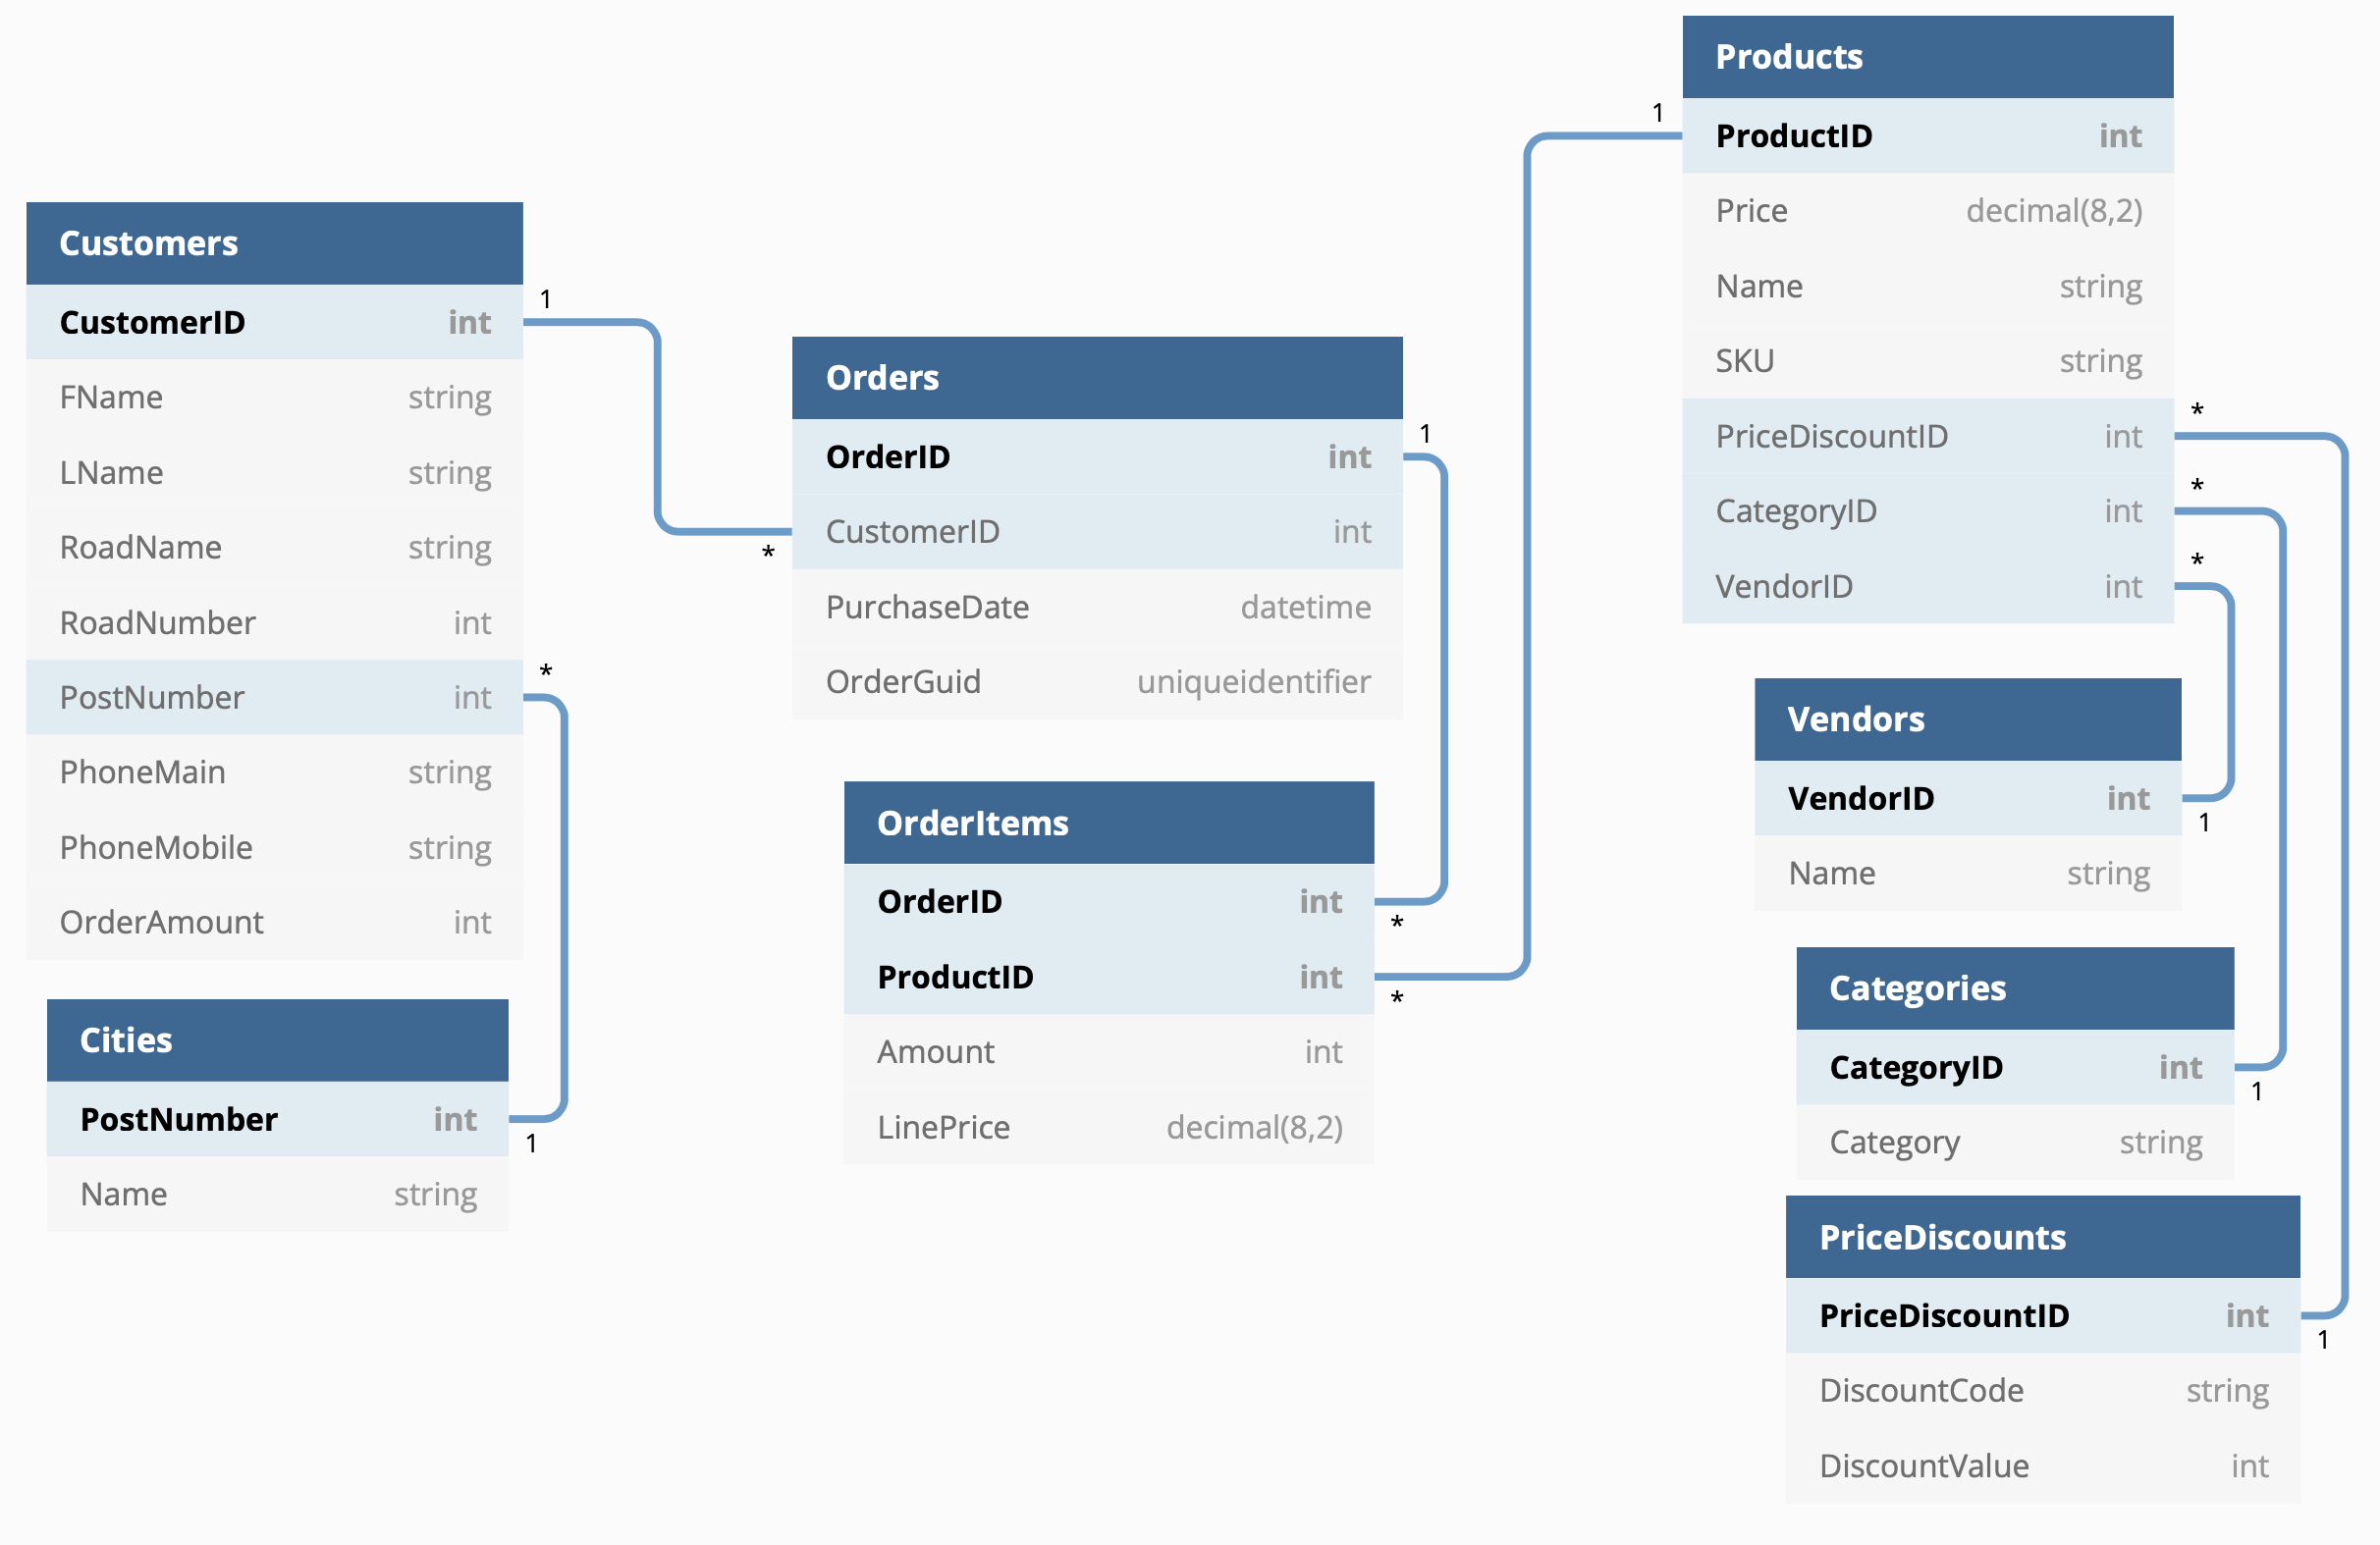 Customers
CustomerID int
FName string
LName string
RoadName string
RoadNumber int
PostNumber int
PhoneMain string
PhoneMobile string
OrderAmount int
1
*
Cities
PostNumber int
Name string
1
Orders
OrderID int
CustomerID int
PurchaseDate datetime
OrderGuid uniqueidentifier
1
*
OrderItems
OrderID int
ProductID int
Amount int
LinePrice decimal(8,2)
*
*
Products
ProductID int
Price decimal(8,2)
Name string
SKU string
PriceDiscountID int
CategoryID int
VendorID int
1
*
*
*
Vendors
VendorID int
Name string
1
Categories
CategoryID int
Category string
1
PriceDiscounts
PriceDiscountID int
DiscountCode string
DiscountValue int
1